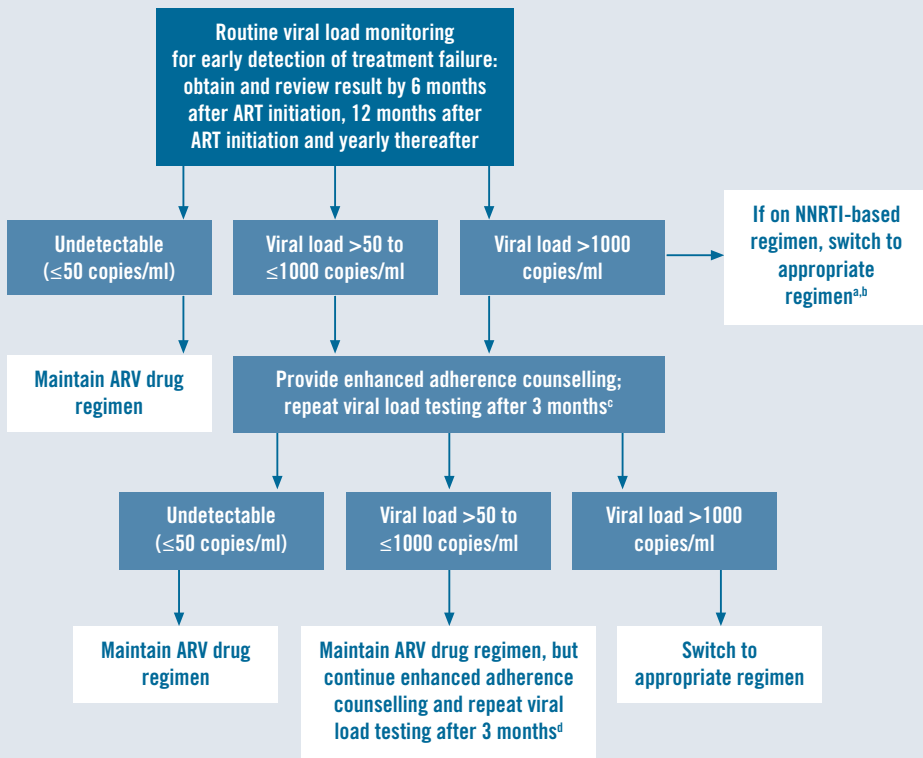 Routine viral load monitoring
for early detection of treatment failure:
obtain and review result by 6 months
after ART initiation, 12 months after
ART initiation and yearly thereafter
Undetectable
(≤50 copies/ml)
Viral load >50 to
≤1000 copies/ml
Viral load >1000
copies/ml
If on NNRTI-based
regimen, switch to
appropriate
regimenᵃ,ᵇ
Maintain ARV drug
regimen
Provide enhanced adherence counselling;
repeat viral load testing after 3 monthsᶜ
Undetectable
(≤50 copies/ml)
Viral load >50 to
≤1000 copies/ml
Viral load >1000
copies/ml
Maintain ARV drug
regimen
Maintain ARV drug regimen, but
continue enhanced adherence
counselling and repeat viral
load testing after 3 monthsᵈ
Switch to
appropriate regimen